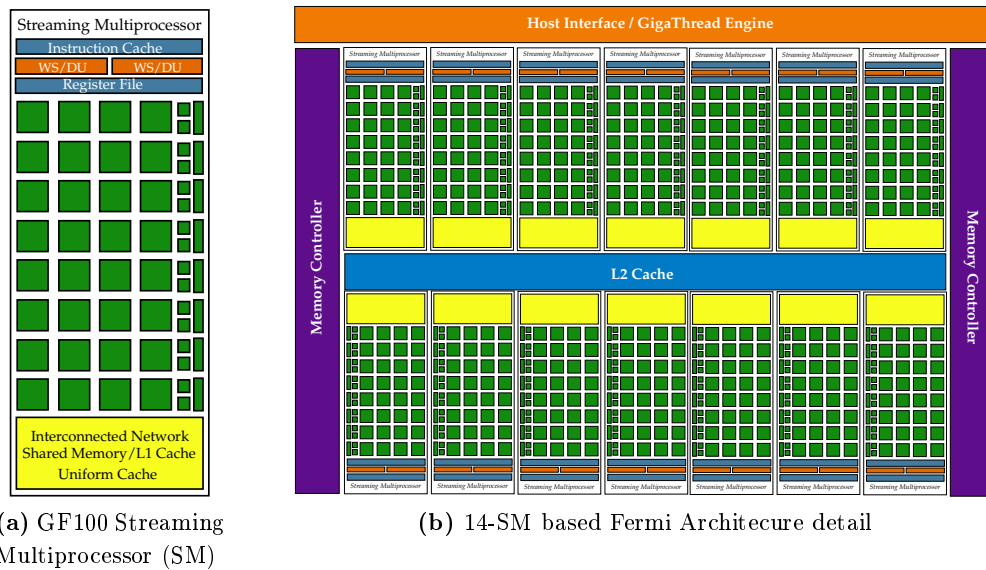 Streaming Multiprocessor
Instruction Cache
WS/DU WS/DU
Register File
Interconnected Network
Shared Memory/L1 Cache
Uniform Cache
(a) GF100 Streaming
Multiprocessor (SM)
Host Interface / GigaThread Engine
Streaming Multiprocessor Streaming Multiprocessor Streaming Multiprocessor Streaming Multiprocessor Streaming Multiprocessor Streaming Multiprocessor Streaming Multiprocessor
Memory Controller
L2 Cache
Memory Controller
Streaming Multiprocessor Streaming Multiprocessor Streaming Multiprocessor Streaming Multiprocessor Streaming Multiprocessor Streaming Multiprocessor Streaming Multiprocessor
(b) 14-SM based Fermi Architecure detail